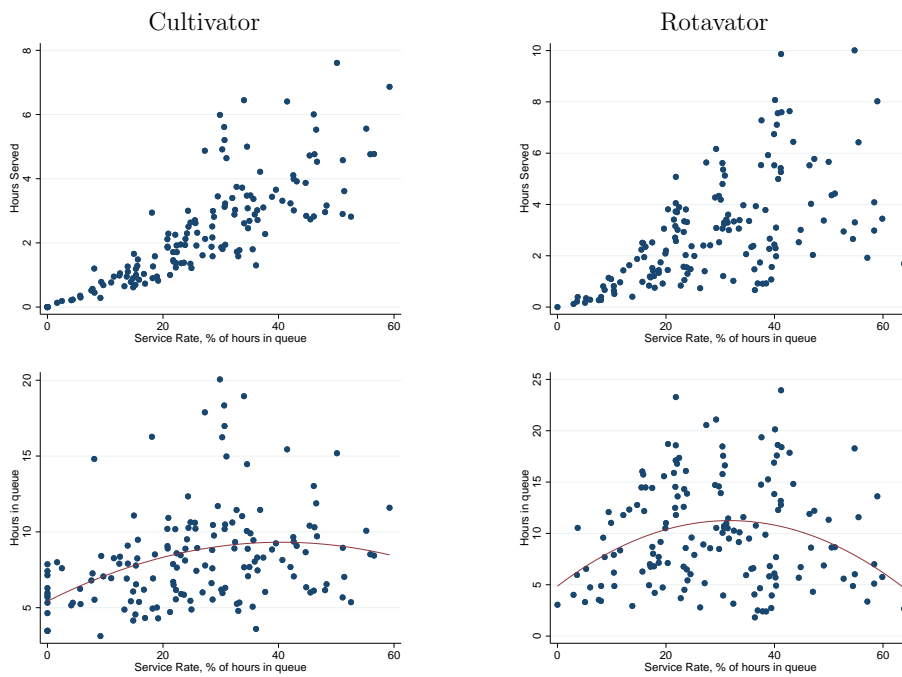 Cultivator
Rotavator
Hours Served
8
6
4
2
0
0 20 40 60
Service Rate, % of hours in queue
Hours Served
10
8
6
4
2
0
0 20 40 60
Service Rate, % of hours in queue
Hours in queue
20
15
10
5
0 20 40 60
Service Rate, % of hours in queue
Hours in queue
25
20
15
10
5
0
0 20 40 60
Service Rate, % of hours in queue